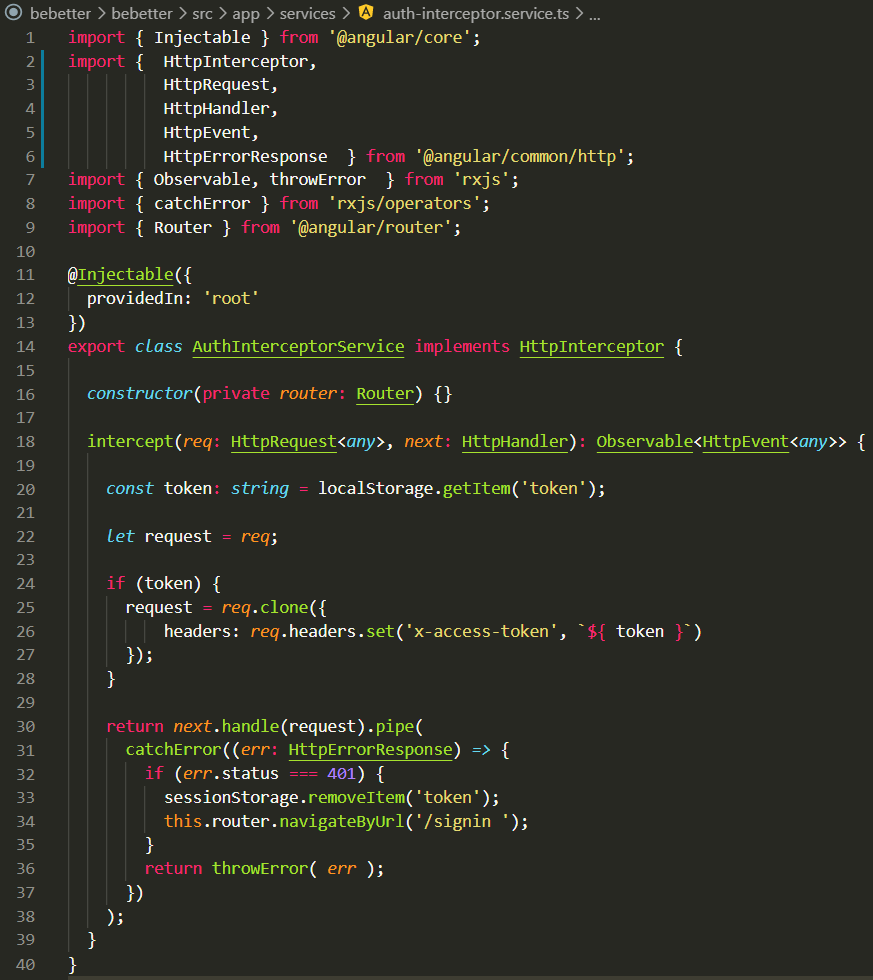 bebetter > bebetter > src > app > services > auth-interceptor.service.ts > ...
1 import { Injectable } from '@angular/core';
2 import {  HttpInterceptor,
3           HttpRequest,
4           HttpHandler,
5           HttpEvent,
6           HttpErrorResponse  } from '@angular/common/http';
7 import { Observable, throwError  } from 'rxjs';
8 import { catchError } from 'rxjs/operators';
9 import { Router } from '@angular/router';
10
11 @Injectable({
12   providedIn: 'root'
13 })
14 export class AuthInterceptorService implements HttpInterceptor {
15
16   constructor(private router: Router) {}
17
18   intercept(req: HttpRequest<any>, next: HttpHandler): Observable<HttpEvent<any>> {
19
20     const token: string = localStorage.getItem('token');
21
22     let request = req;
23
24     if (token) {
25       request = req.clone({
26           headers: req.headers.set('x-access-token', `${ token }`)
27       });
28     }
29
30     return next.handle(request).pipe(
31       catchError((err: HttpErrorResponse) => {
32         if (err.status === 401) {
33           sessionStorage.removeItem('token');
34           this.router.navigateByUrl('/signin ');
35         }
36         return throwError( err );
37       })
38     );
39   }
40 }